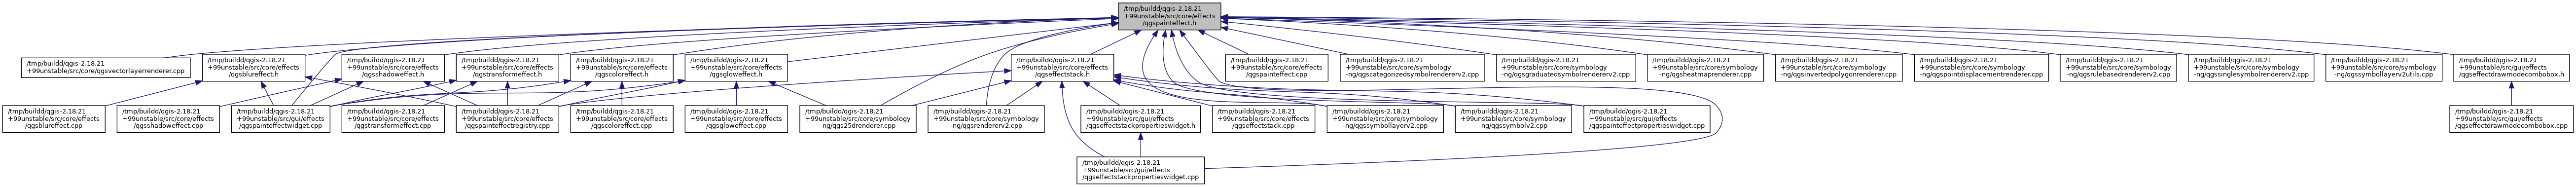 /tmp/buildd/qgis-2.18.21
+99unstable/src/core/effects
/qgspainteffect.h
/tmp/buildd/qgis-2.18.21
+99unstable/src/core/qgsvectorlayerrenderer.cpp
/tmp/buildd/qgis-2.18.21
+99unstable/src/core/effects
/qgsblureffect.h
/tmp/buildd/qgis-2.18.21
+99unstable/src/core/effects
/qgsshadoweffect.h
/tmp/buildd/qgis-2.18.21
+99unstable/src/core/effects
/qgstransformeffect.h
/tmp/buildd/qgis-2.18.21
+99unstable/src/core/effects
/qgscoloreffect.h
/tmp/buildd/qgis-2.18.21
+99unstable/src/core/effects
/qgsgloweffect.h
/tmp/buildd/qgis-2.18.21
+99unstable/src/core/effects
/qgseffectstack.h
/tmp/buildd/qgis-2.18.21
+99unstable/src/core/effects
/qgspainteffect.cpp
/tmp/buildd/qgis-2.18.21
+99unstable/src/core/symbology
-ng/qgscategorizedsymbolrendererv2.cpp
/tmp/buildd/qgis-2.18.21
+99unstable/src/core/symbology
-ng/qgsgraduatedsymbolrendererv2.cpp
/tmp/buildd/qgis-2.18.21
+99unstable/src/core/symbology
-ng/qgsheatmaprenderer.cpp
/tmp/buildd/qgis-2.18.21
+99unstable/src/core/symbology
-ng/qgsinvertedpolygonrenderer.cpp
/tmp/buildd/qgis-2.18.21
+99unstable/src/core/symbology
-ng/qgspointdisplacementrenderer.cpp
/tmp/buildd/qgis-2.18.21
+99unstable/src/core/symbology
-ng/qgsrulebasedrendererv2.cpp
/tmp/buildd/qgis-2.18.21
+99unstable/src/core/symbology
-ng/qgssinglesymbolrendererv2.cpp
/tmp/buildd/qgis-2.18.21
+99unstable/src/core/symbology
-ng/qgssymbollayerv2utils.cpp
/tmp/buildd/qgis-2.18.21
+99unstable/src/gui/effects
/qgseffectdrawmodecombobox.h
/tmp/buildd/qgis-2.18.21
+99unstable/src/core/effects
/qgsblureffect.cpp
/tmp/buildd/qgis-2.18.21
+99unstable/src/core/effects
/qgsshadoweffect.cpp
/tmp/buildd/qgis-2.18.21
+99unstable/src/gui/effects
/qgspainteffectwidget.cpp
/tmp/buildd/qgis-2.18.21
+99unstable/src/core/effects
/qgstransformeffect.cpp
/tmp/buildd/qgis-2.18.21
+99unstable/src/core/effects
/qgspainteffectregistry.cpp
/tmp/buildd/qgis-2.18.21
+99unstable/src/core/effects
/qgscoloreffect.cpp
/tmp/buildd/qgis-2.18.21
+99unstable/src/core/effects
/qgsgloweffect.cpp
/tmp/buildd/qgis-2.18.21
+99unstable/src/core/symbology
-ng/qgs25drenderer.cpp
/tmp/buildd/qgis-2.18.21
+99unstable/src/core/symbology
-ng/qgsrendererv2.cpp
/tmp/buildd/qgis-2.18.21
+99unstable/src/gui/effects
/qgseffectstackpropertieswidget.h
/tmp/buildd/qgis-2.18.21
+99unstable/src/core/effects
/qgseffectstack.cpp
/tmp/buildd/qgis-2.18.21
+99unstable/src/core/symbology
-ng/qgssymbollayerv2.cpp
/tmp/buildd/qgis-2.18.21
+99unstable/src/core/symbology
-ng/qgssymbolv2.cpp
/tmp/buildd/qgis-2.18.21
+99unstable/src/gui/effects
/qgspainteffectpropertieswidget.cpp
/tmp/buildd/qgis-2.18.21
+99unstable/src/gui/effects
/qgseffectdrawmodecombobox.cpp
/tmp/buildd/qgis-2.18.21
+99unstable/src/gui/effects
/qgseffectstackpropertieswidget.cpp